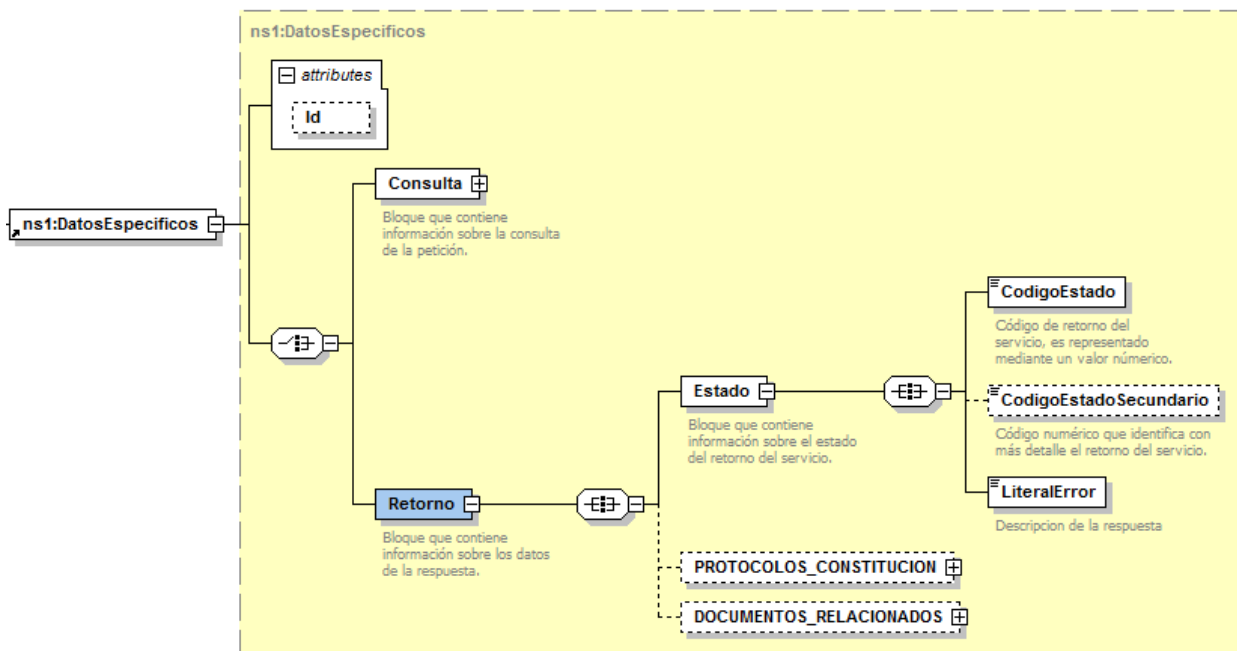 ns1:DatosEspecificos
attributes
Id
Consulta
Bloque que contiene
información sobre la consulta
de la petición.
ns1:DatosEspecificos
CodigoEstado
Código de retorno del
servicio, es representado
mediante un valor númerico.
Estado
Bloque que contiene
información sobre el estado
del retorno del servicio.
CodigoEstadoSecundario
Código numérico que identifica con
más detalle el retorno del servicio.
Retorno
Bloque que contiene
información sobre los datos
de la respuesta.
LiteralError
Descripcion de la respuesta
PROTOCOLOS_CONSTITUCION
DOCUMENTOS_RELACIONADOS